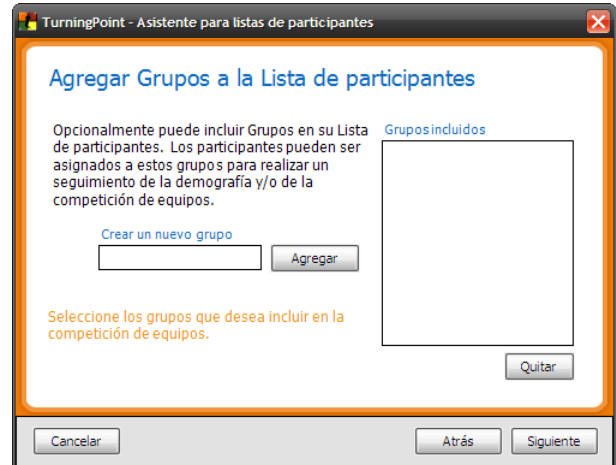 TurningPoint - Asistente para listas de participantes
Agregar Grupos a la Lista de participantes
Opcionalmente puede incluir Grupos en su Lista
de participantes. Los participantes pueden ser
asignados a estos grupos para realizar un
seguimiento de la demografía y/o de la
competición de equipos.
Grupos incluidos
Crear un nuevo grupo
Agregar
Seleccione los grupos que desea incluir en la
competición de equipos.
Quitar
Cancelar
Atrás
Siguiente